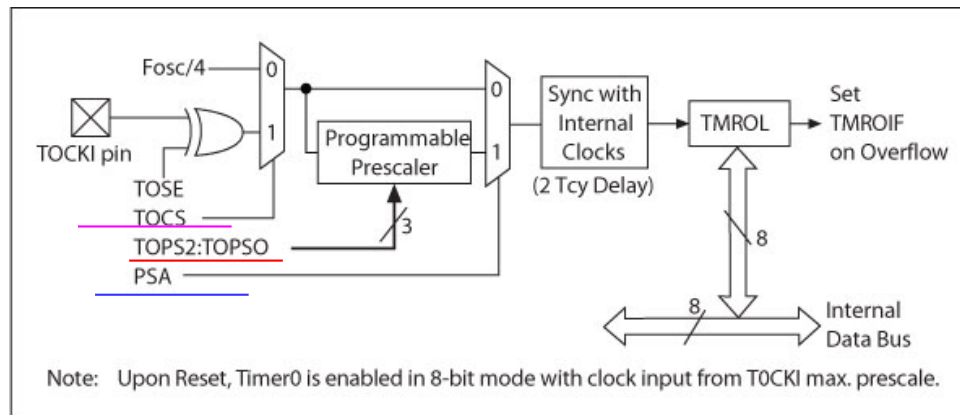 Fosc/4
0
1
TOCKI pin
TOSE
TOCS
TOPS2:TOPSO
PSA
Programmable
Prescaler
3
0
1
Sync with
Internal
Clocks
(2 Tcy Delay)
TMROL
Set
TMROIF
on Overflow
8
8
Internal
Data Bus
Note: Upon Reset, Timer0 is enabled in 8-bit mode with clock input from T0CKI max. prescale.